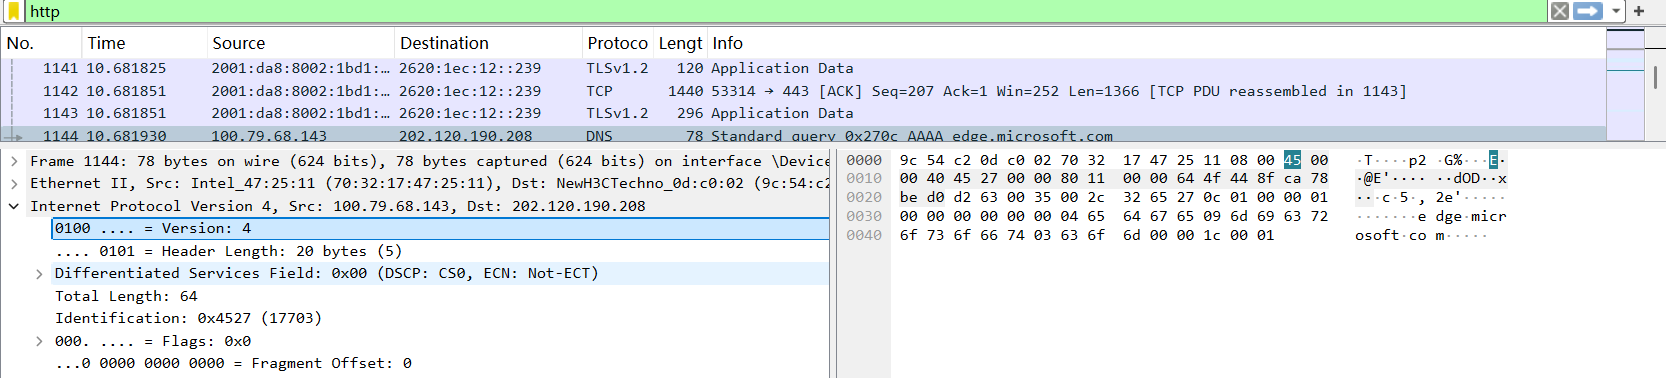 http
No. Time Source Destination Protoco Lengt Info
1141 10.681825 2001:da8:8002:1bd1:… 2620:1ec:12::239 TLSv1.2 120 Application Data
1142 10.681851 2001:da8:8002:1bd1:… 2620:1ec:12::239 TCP 1440 53314 → 443 [ACK] Seq=207 Ack=1 Win=252 Len=1366 [TCP PDU reassembled in 1143]
1143 10.681851 2001:da8:8002:1bd1:… 2620:1ec:12::239 TLSv1.2 296 Application Data
1144 10.681930 100.79.68.143 202.120.190.208 DNS 78 Standard query 0x270c AAAA edge.microsoft.com
Frame 1144: 78 bytes on wire (624 bits), 78 bytes captured (624 bits) on interface \Device
Ethernet II, Src: Intel_47:25:11 (70:32:17:47:25:11), Dst: NewH3CTechno_0d:c0:02 (9c:54:c2
Internet Protocol Version 4, Src: 100.79.68.143, Dst: 202.120.190.208
0100 .... = Version: 4
.... 0101 = Header Length: 20 bytes (5)
Differentiated Services Field: 0x00 (DSCP: CS0, ECN: Not-ECT)
Total Length: 64
Identification: 0x4527 (17703)
000. .... = Flags: 0x0
...0 0000 0000 0000 = Fragment Offset: 0
0000 9c 54 c2 0d c0 02 70 32 17 47 25 11 08 00 45 00 ·T····p2 ·G%···E·
0010 00 40 45 27 00 00 80 11 00 00 64 4f 44 8f ca 78 ·@E'···· ··dOD··x
0020 be d0 d2 63 00 35 00 2c 32 65 27 0c 01 00 00 01 ···c·5·, 2e'·····
0030 00 00 00 00 00 00 04 65 64 67 65 09 6d 69 63 72 ·······e dge·micr
0040 6f 73 6f 66 74 03 63 6f 6d 00 00 1c 00 01 osoft·co m·····